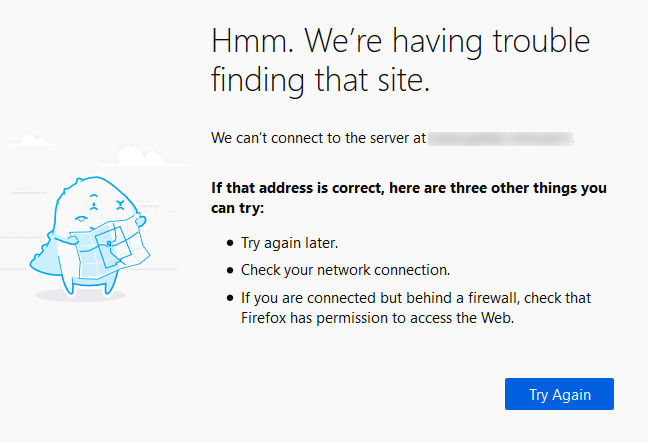 Hmm. We’re having trouble
finding that site.
We can’t connect to the server at
If that address is correct, here are three other things you
can try:
• Try again later.
• Check your network connection.
• If you are connected but behind a firewall, check that
Firefox has permission to access the Web.
Try Again